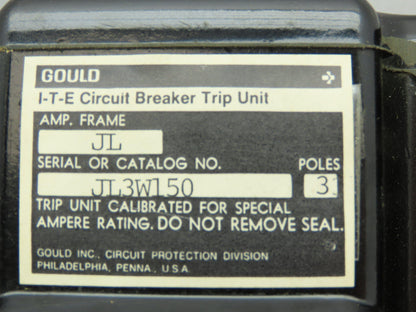 GOULD
I-T-E Circuit Breaker Trip Unit
AMP. FRAME
JL
SERIAL OR CATALOG NO. POLES
JL3W150 3
TRIP UNIT CALIBRATED FOR SPECIAL
AMPERE RATING. DO NOT REMOVE SEAL.
GOULD INC., CIRCUIT PROTECTION DIVISION
PHILADELPHIA, PENNA., U.S.A